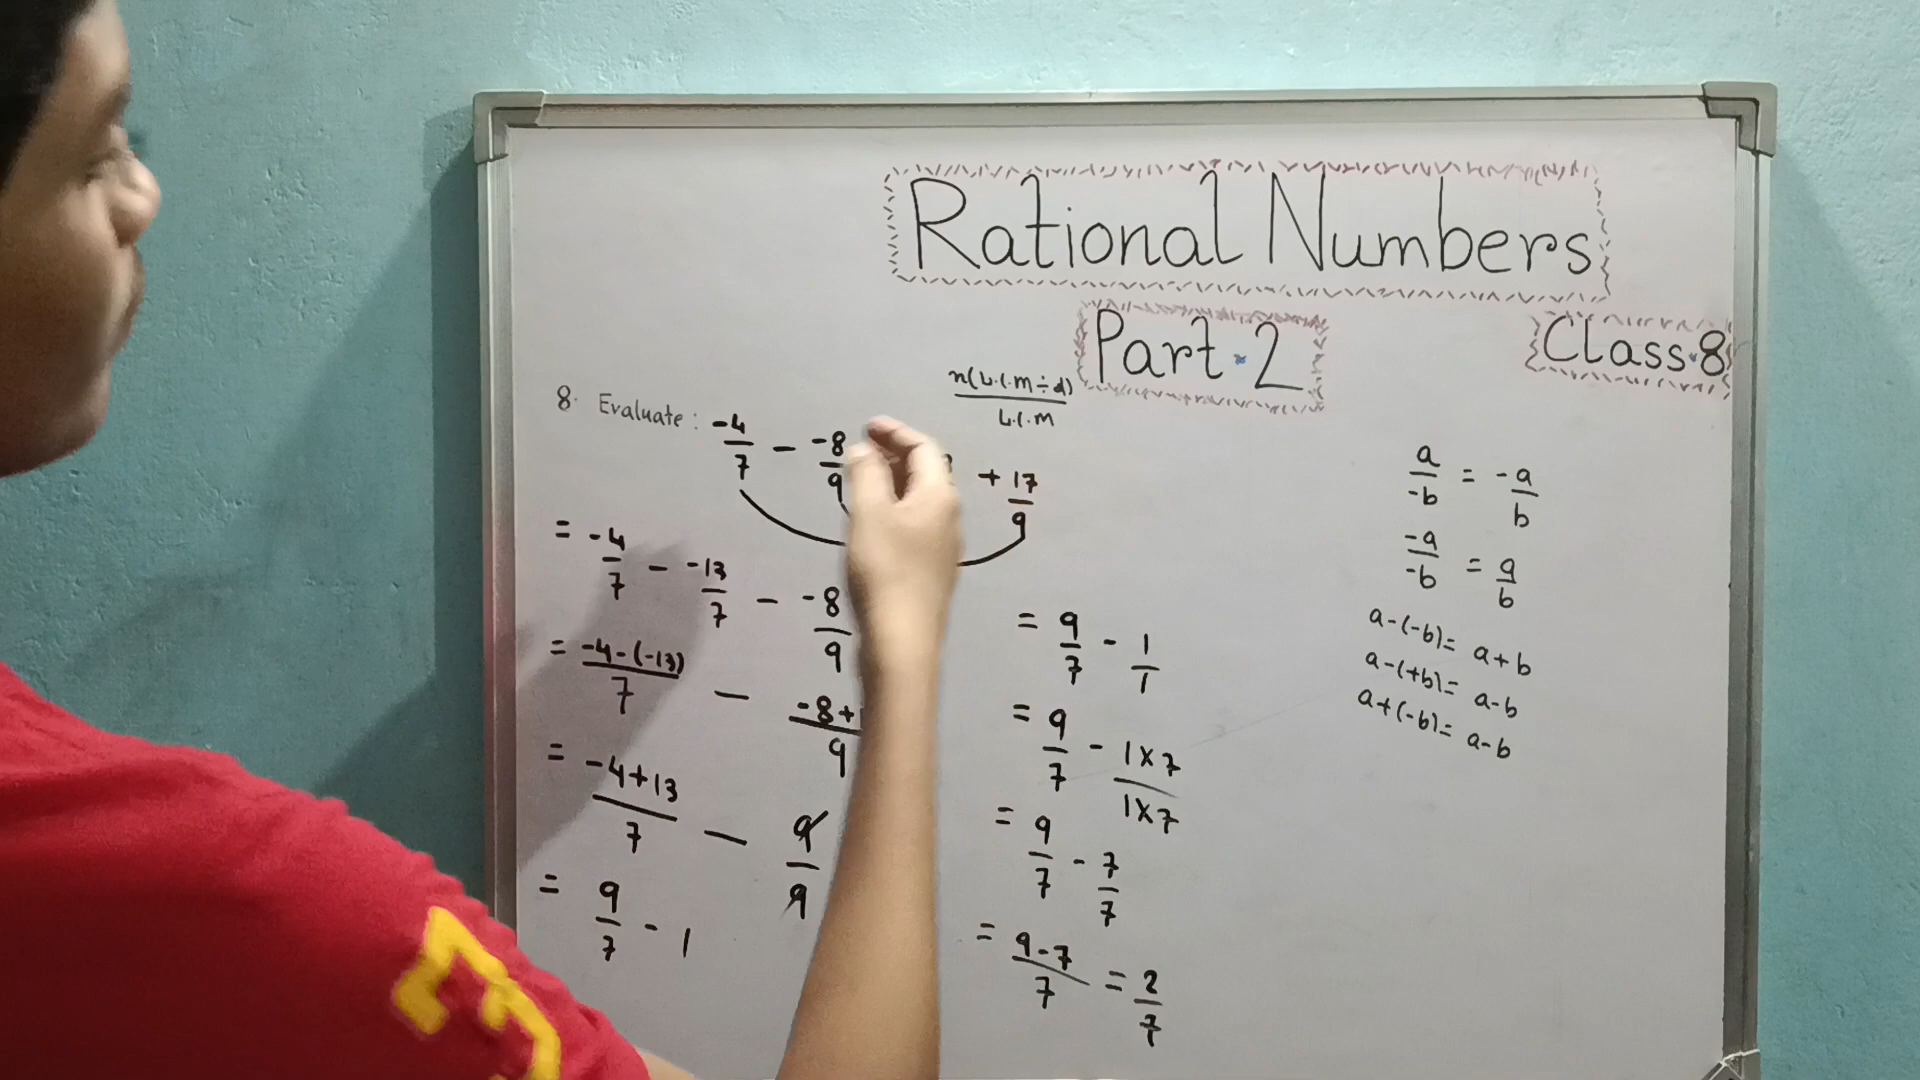 Rational Numbers
Part-2
Class-8
n(L.C.M÷d)/L.C.M
8. Evaluate: -4/7 - -8/9 + 17/9
= -4/7 - -13/7 - -8/9
= -4-(-13)/7 - -8+/9
= -4+13/7 - 9/9
= 9/7 - 1
= 9/7 - 1/1
= 9/7 - 1×7/1×7
= 9/7 - 7/7
= 9-7/7 = 2/7
a/-b = -a/b
-a/-b = a/b
a-(-b)= a+b
a-(+b)= a-b
a+(-b)= a-b